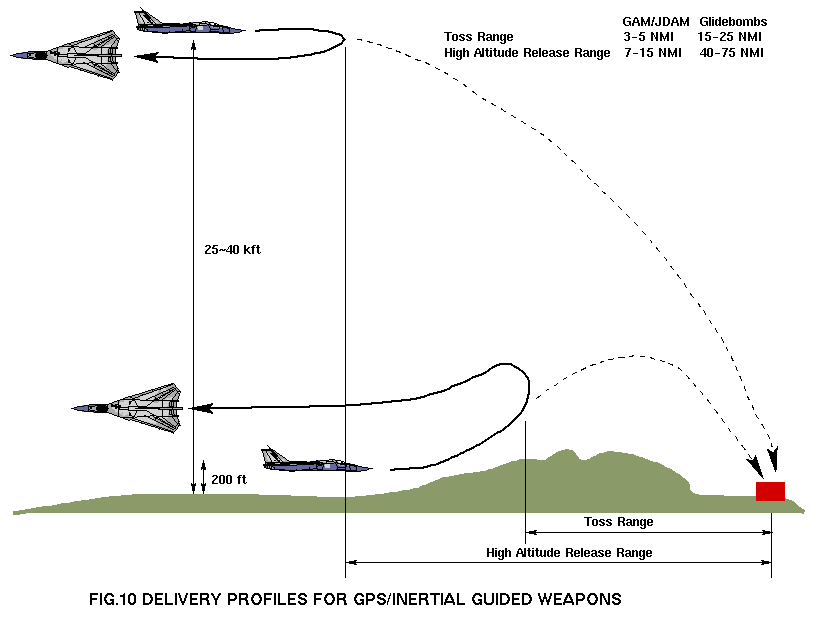 GAM/JDAM Glidebombs
Toss Range 3-5 NMI 15-25 NMI
High Altitude Release Range 7-15 NMI 40-75 NMI
25~40 kft
200 ft
Toss Range
High Altitude Release Range
FIG.10 DELIVERY PROFILES FOR GPS/INERTIAL GUIDED WEAPONS